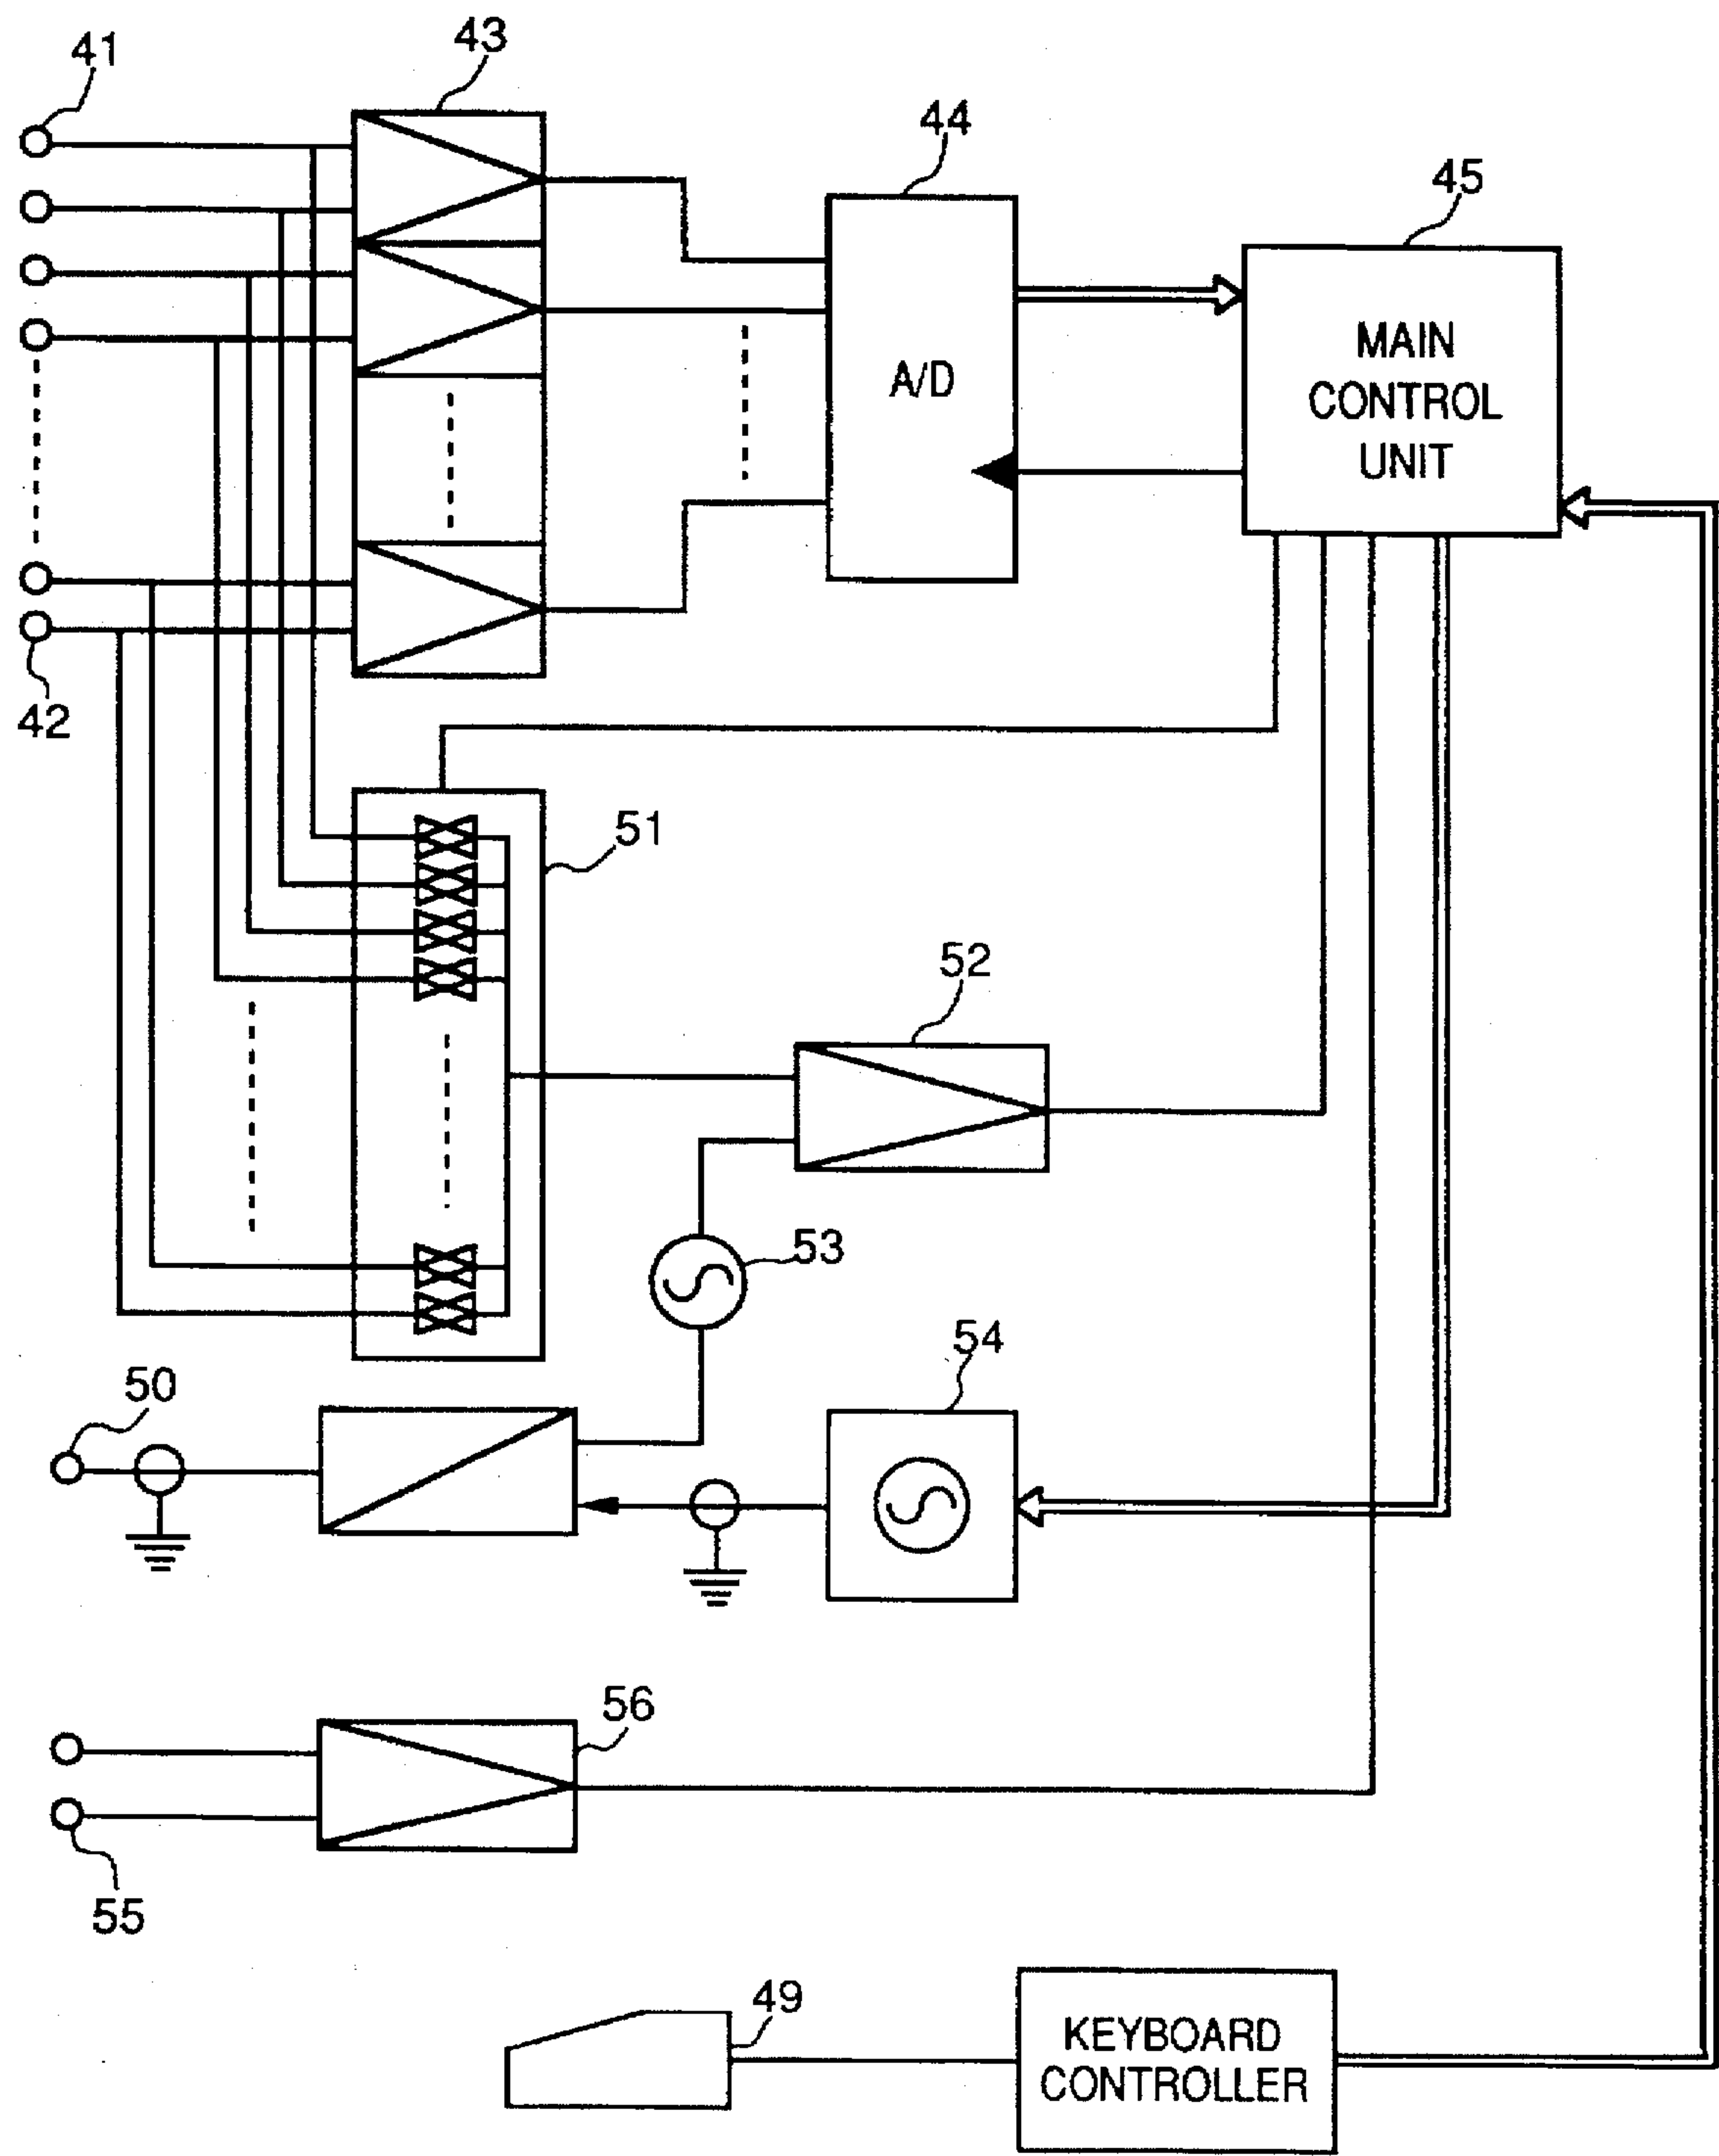 41
43
44
45
A/D
MAIN
CONTROL
UNIT
42
51
52
53
54
50
56
55
49
KEYBOARD
CONTROLLER